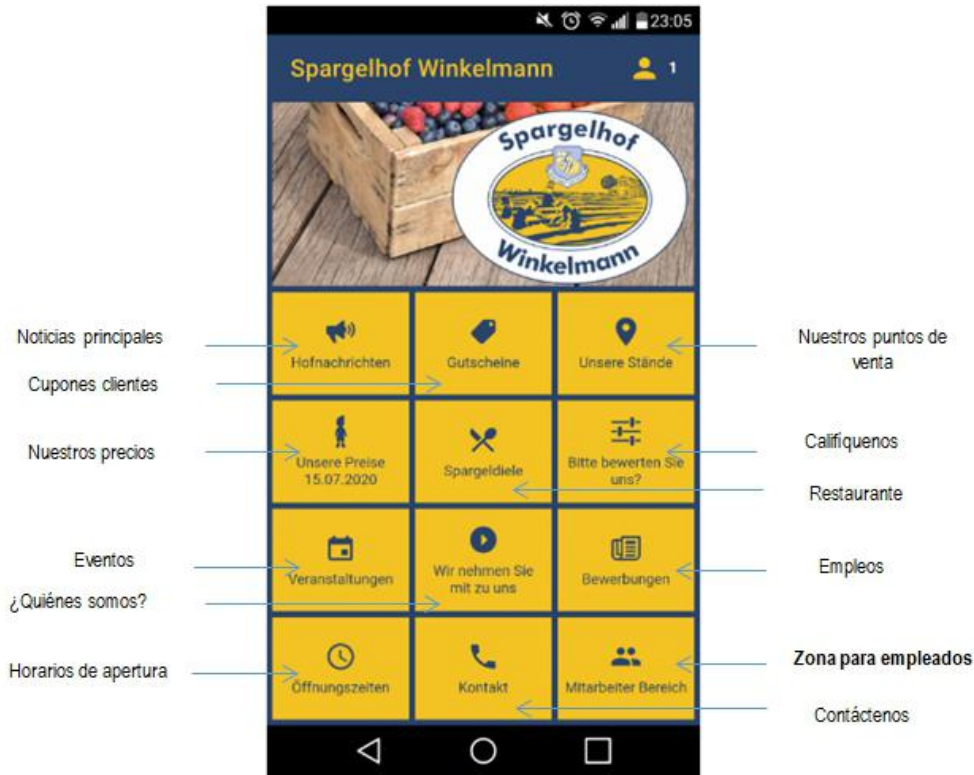 23:05
Spargelhof Winkelmann 1
Spargelhof
Winkelmann
Noticias principales
Hofnachrichten
Cupones clientes
Gutscheine
Unsere Stände
Nuestros puntos de
venta
Nuestros precios
Unsere Preise
15.07.2020
Spargeldiele
Bitte bewerten Sie
uns?
Califiquenos
Restaurante
Eventos
Veranstaltungen
¿Quiénes somos?
Wir nehmen Sie
mit zu uns
Bewerbungen
Empleos
Horarios de apertura
Öffnungszeiten
Kontakt
Mitarbeiter Bereich
Zona para empleados
Contáctenos